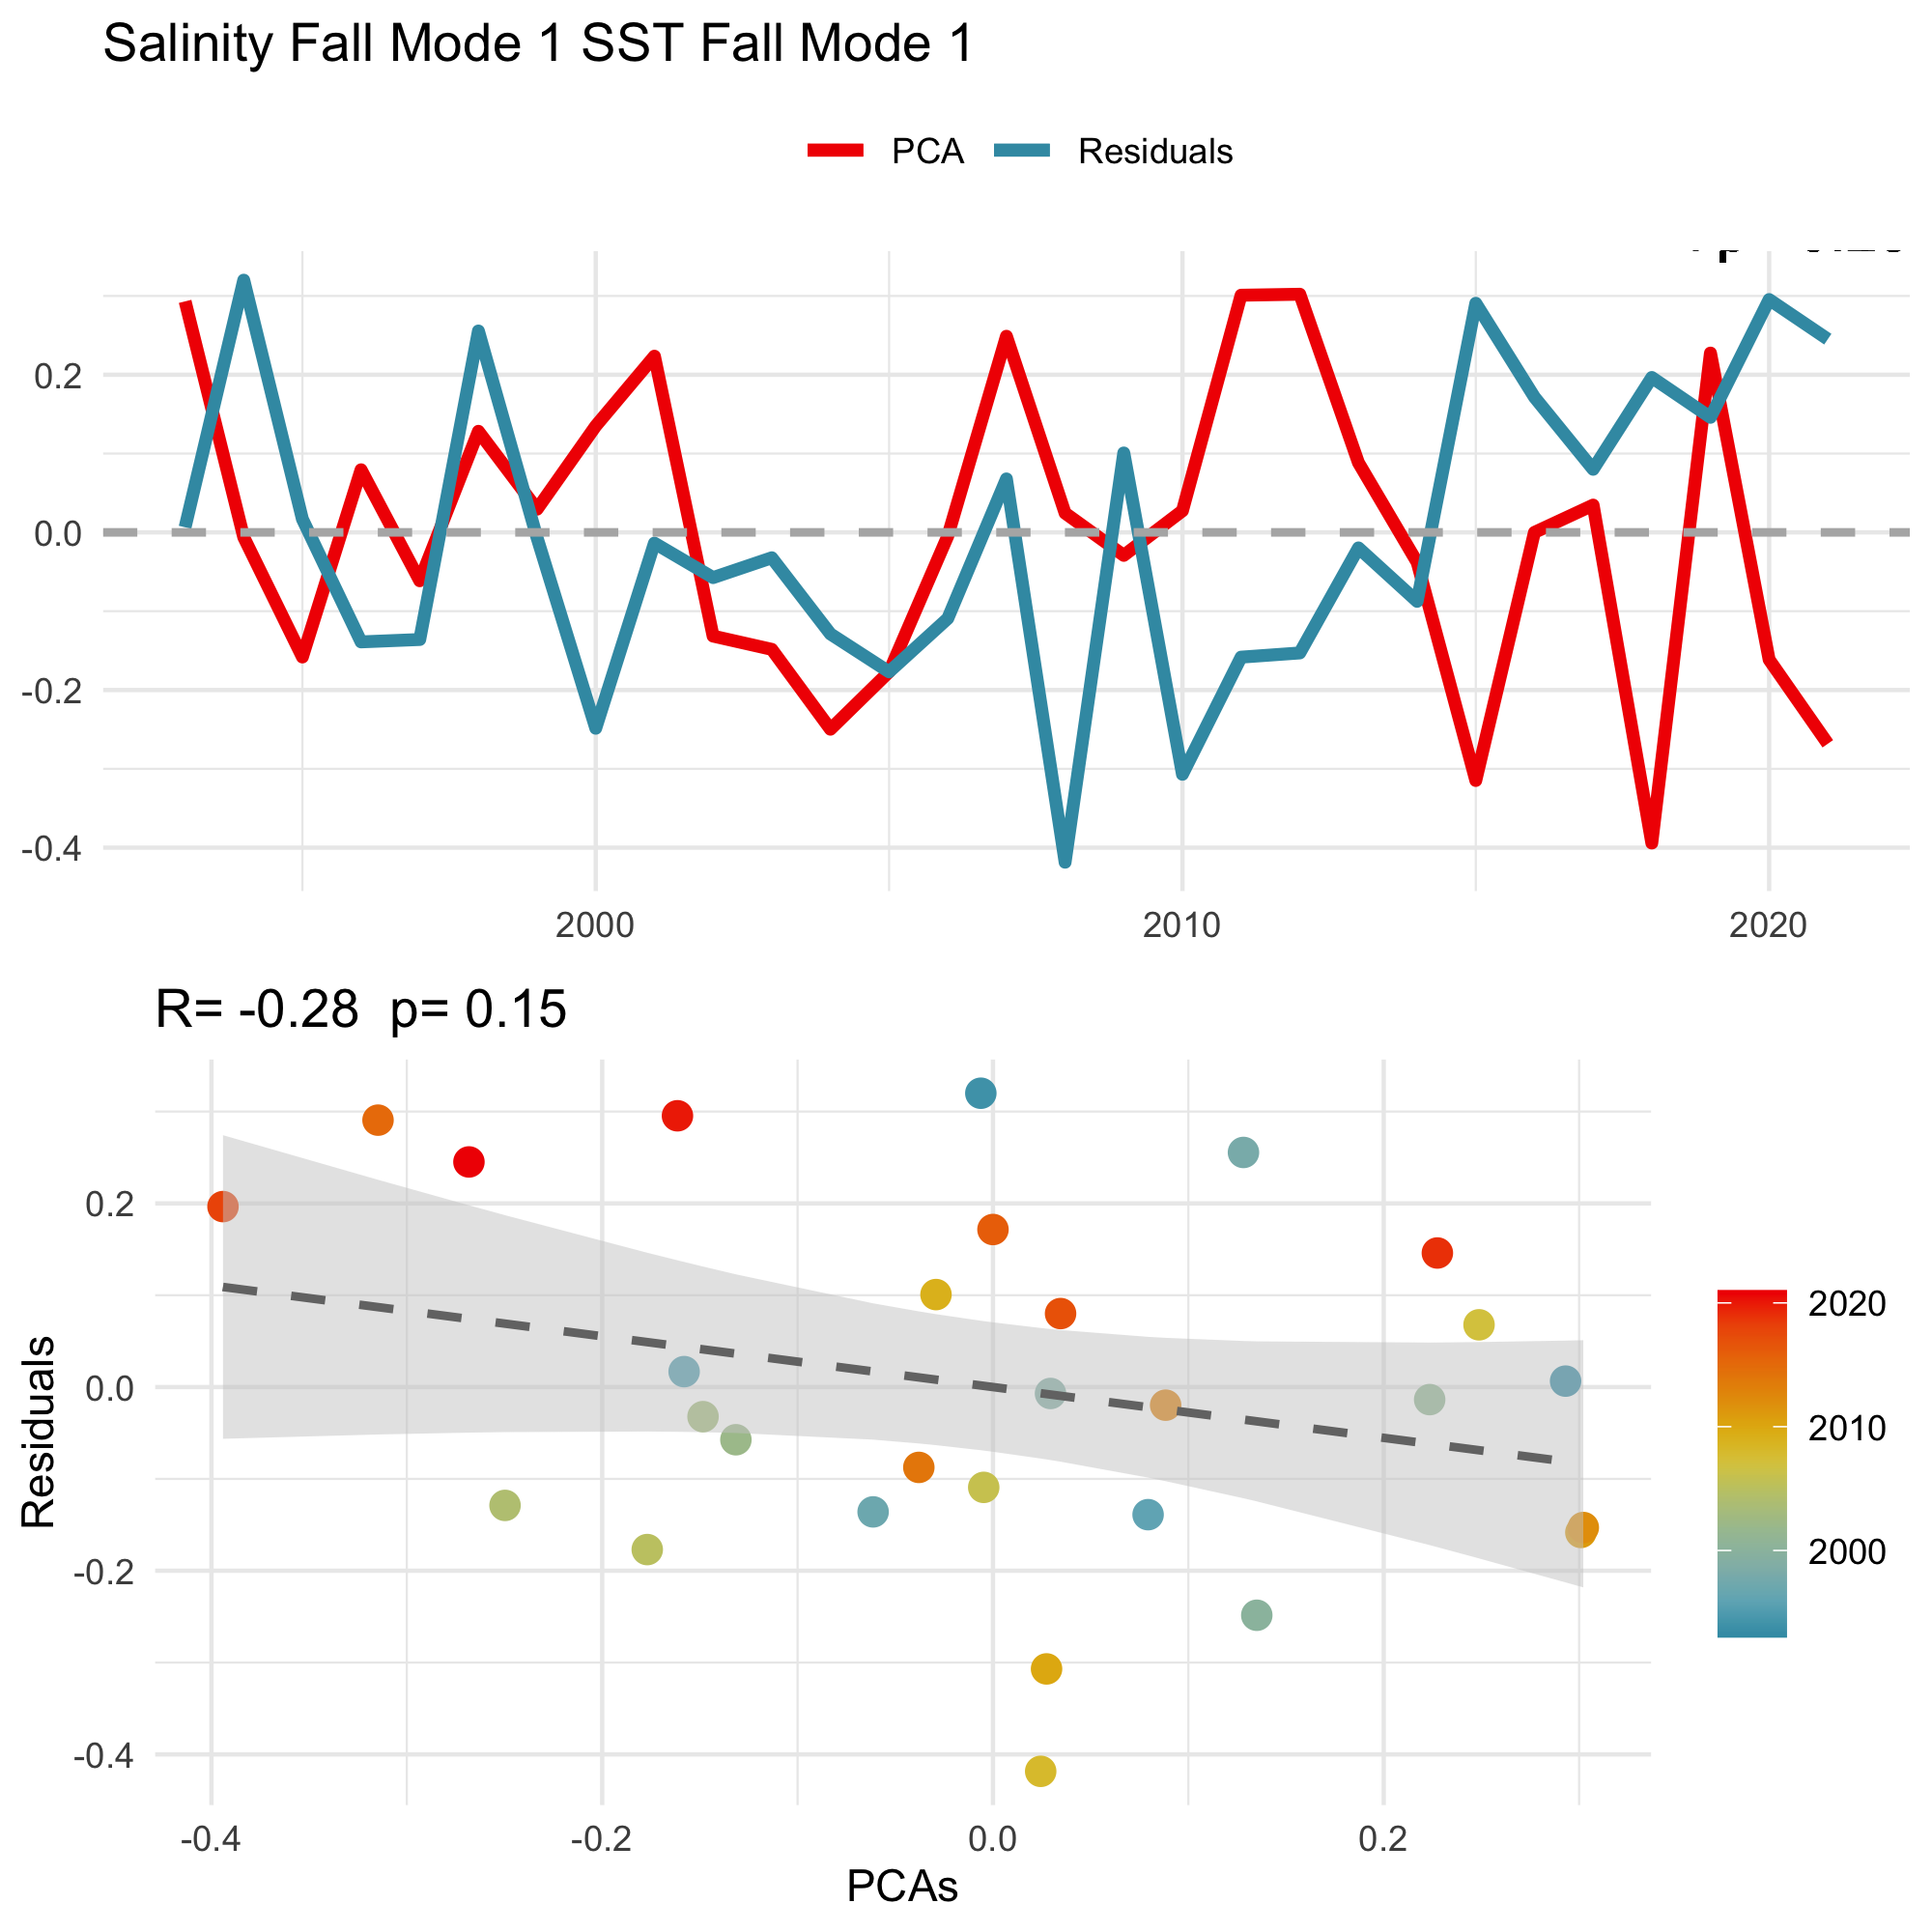 Salinity Fall Mode 1 SST Fall Mode 1
PCA Residuals
0.2
0.0
-0.2
-0.4
2000 2010 2020
R= -0.28  p= 0.15
Residuals
0.2
0.0
-0.2
-0.4
-0.4 -0.2 0.0 0.2
PCAs
2020
2010
2000